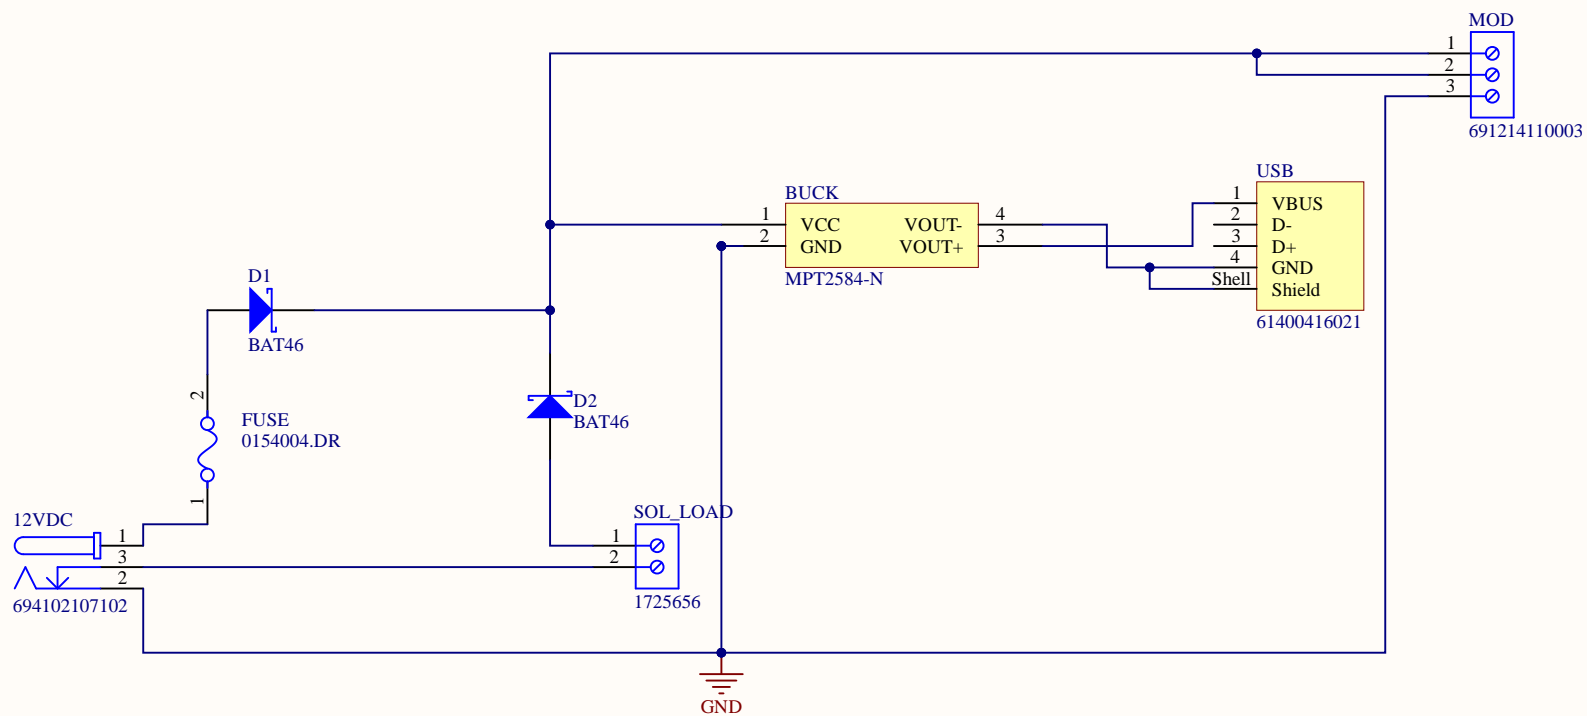 MOD
1
2
3
691214110003
BUCK
1 VCC VOUT- 4
2 GND VOUT+ 3
MPT2584-N
USB
1 VBUS
2 D-
3 D+
4 GND
Shell Shield
61400416021
D1
BAT46
2
FUSE
0154004.DR
1
D2
BAT46
12VDC
1
3
2
694102107102
SOL_LOAD
1
2
1725656
GND